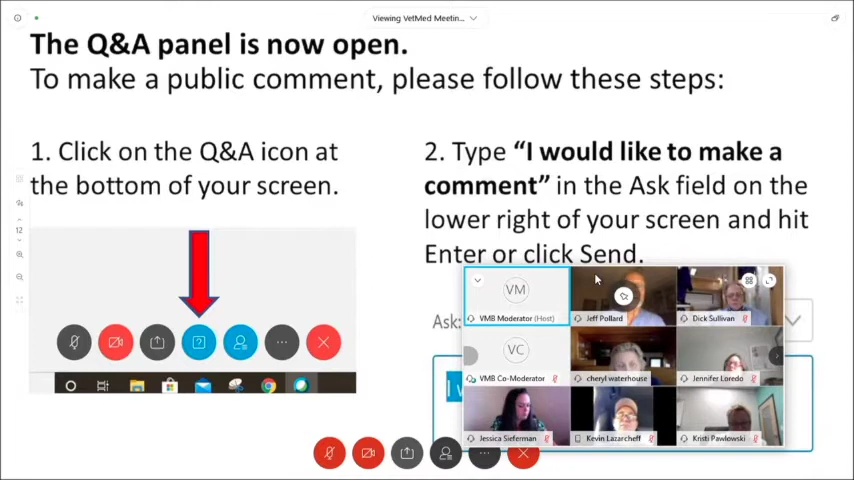 Viewing VetMed Meetin...
The Q&A panel is now open.
To make a public comment, please follow these steps:
1. Click on the Q&A icon at
the bottom of your screen.
2. Type “I would like to make a
comment” in the Ask field on the
lower right of your screen and hit
Enter or click Send.
12
Ask:
I w
VM
VMB Moderator (Host)
Jeff Pollard
Dick Sullivan
VC
VMB Co-Moderator
cheryl waterhouse
Jennifer Loredo
Jessica Sieferman
Kevin Lazarcheff
Kristi Pawlowski